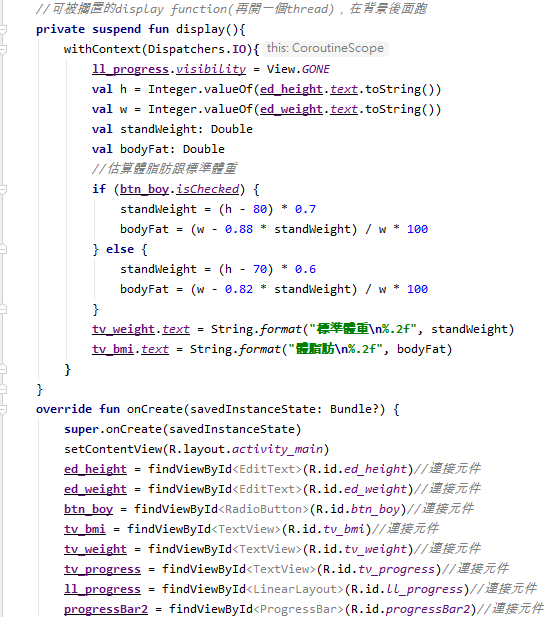 //可被擱置的display function(再開一個thread)，在背景後面跑
private suspend fun display(){
    withContext(Dispatchers.IO){ this: CoroutineScope
        ll_progress.visibility = View.GONE
        val h = Integer.valueOf(ed_height.text.toString())
        val w = Integer.valueOf(ed_weight.text.toString())
        val standWeight: Double
        val bodyFat: Double
        //估算體脂肪跟標準體重
        if (btn_boy.isChecked) {
            standWeight = (h - 80) * 0.7
            bodyFat = (w - 0.88 * standWeight) / w * 100
        } else {
            standWeight = (h - 70) * 0.6
            bodyFat = (w - 0.82 * standWeight) / w * 100
        }
        tv_weight.text = String.format("標準體重\n%.2f", standWeight)
        tv_bmi.text = String.format("體脂肪\n%.2f", bodyFat)
    }
}
override fun onCreate(savedInstanceState: Bundle?) {
    super.onCreate(savedInstanceState)
    setContentView(R.layout.activity_main)
    ed_height = findViewById<EditText>(R.id.ed_height)//連接元件
    ed_weight = findViewById<EditText>(R.id.ed_weight)//連接元件
    btn_boy = findViewById<RadioButton>(R.id.btn_boy)//連接元件
    tv_bmi = findViewById<TextView>(R.id.tv_bmi)//連接元件
    tv_weight = findViewById<TextView>(R.id.tv_weight)//連接元件
    tv_progress = findViewById<TextView>(R.id.tv_progress)//連接元件
    ll_progress = findViewById<LinearLayout>(R.id.ll_progress)//連接元件
    progressBar2 = findViewById<ProgressBar>(R.id.progressBar2)//連接元件